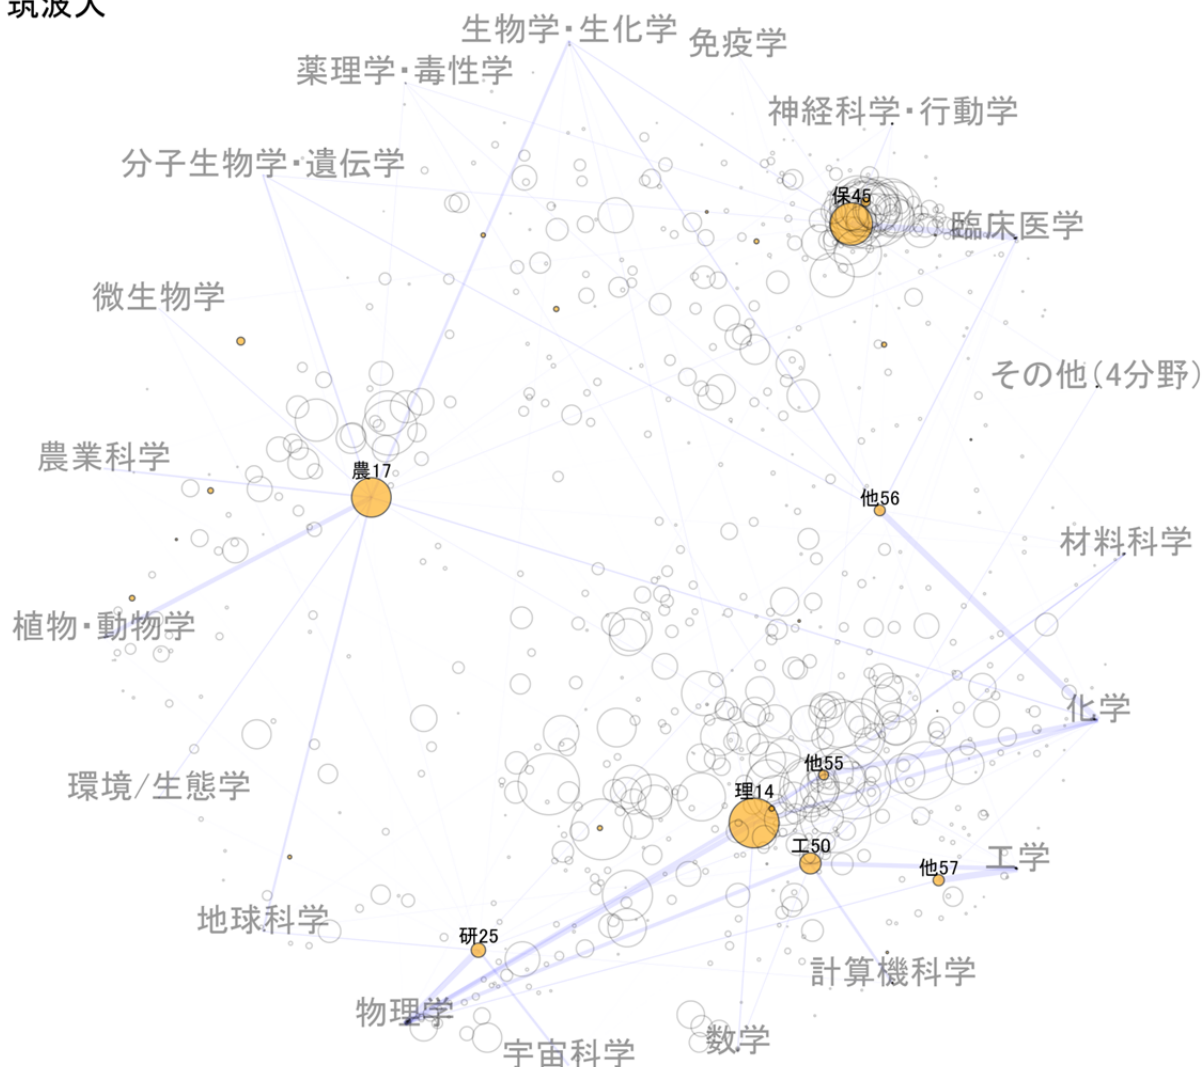 筑波大
生物学・生化学
免疫学
薬理学・毒性学
神経科学・行動学
分子生物学・遺伝学
保45
臨床医学
微生物学
その他(4分野)
農業科学
農17
他56
材料科学
植物・動物学
化学
他55
環境/生態学
理14
工50
工学
他57
地球科学
研25
計算機科学
物理学
数学
宇宙科学